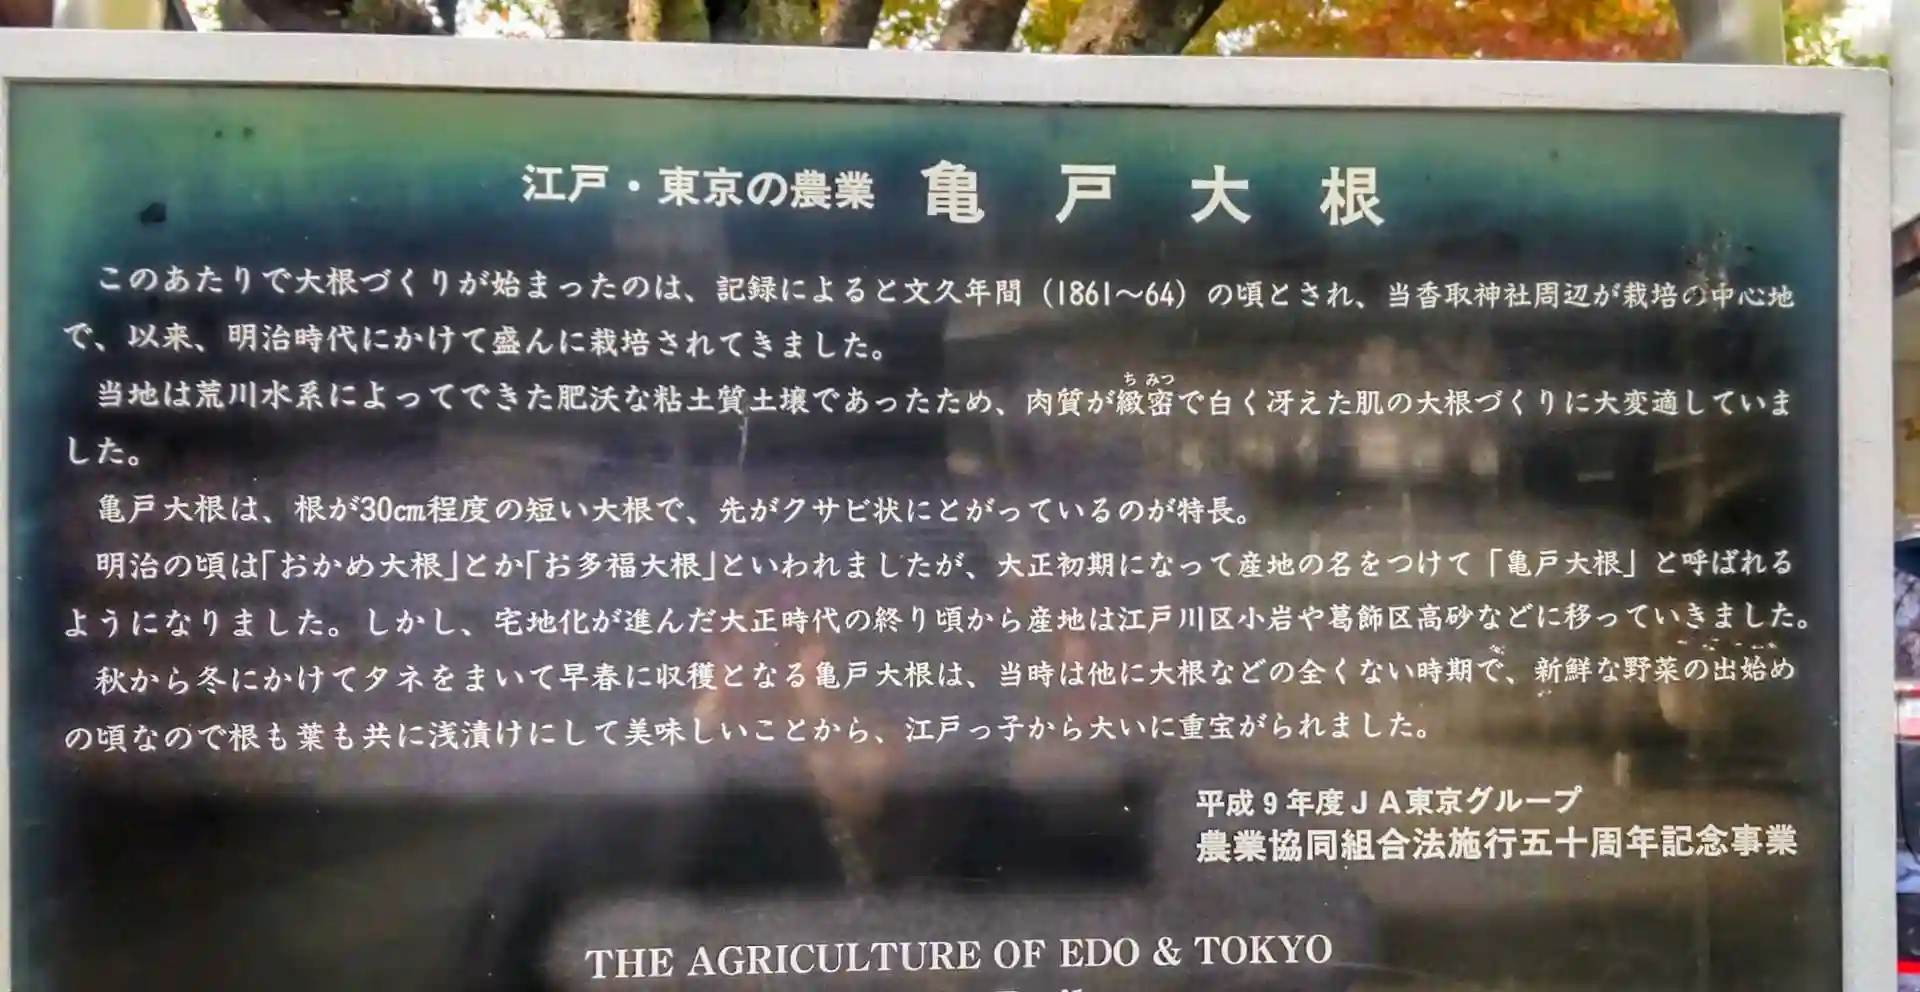 江戸・東京の農業 亀戸大根
このあたりで大根づくりが始まったのは、記録によると文久年間（1861〜64）の頃とされ、当香取神社周辺が栽培の中心地
で、以来、明治時代にかけて盛んに栽培されてきました。
当地は荒川水系によってできた肥沃な粘土質土壌であったため、肉質が緻密で白く冴えた肌の大根づくりに大変適していま
ちみつ
した。
亀戸大根は、根が30㎝程度の短い大根で、先がクサビ状にとがっているのが特長。
明治の頃は「おかめ大根」とか「お多福大根」といわれましたが、大正初期になって産地の名をつけて「亀戸大根」と呼ばれる
ようになりました。しかし、宅地化が進んだ大正時代の終り頃から産地は江戸川区小岩や葛飾区高砂などに移っていきました。
秋から冬にかけてタネをまいて早春に収穫となる亀戸大根は、当時は他に大根などの全くない時期で、新鮮な野菜の出始め
の頃なので根も葉も共に浅漬けにして美味しいことから、江戸っ子から大いに重宝がられました。
平成9年度ＪＡ東京グループ
農業協同組合法施行五十周年記念事業
THE AGRICULTURE OF EDO & TOKYO